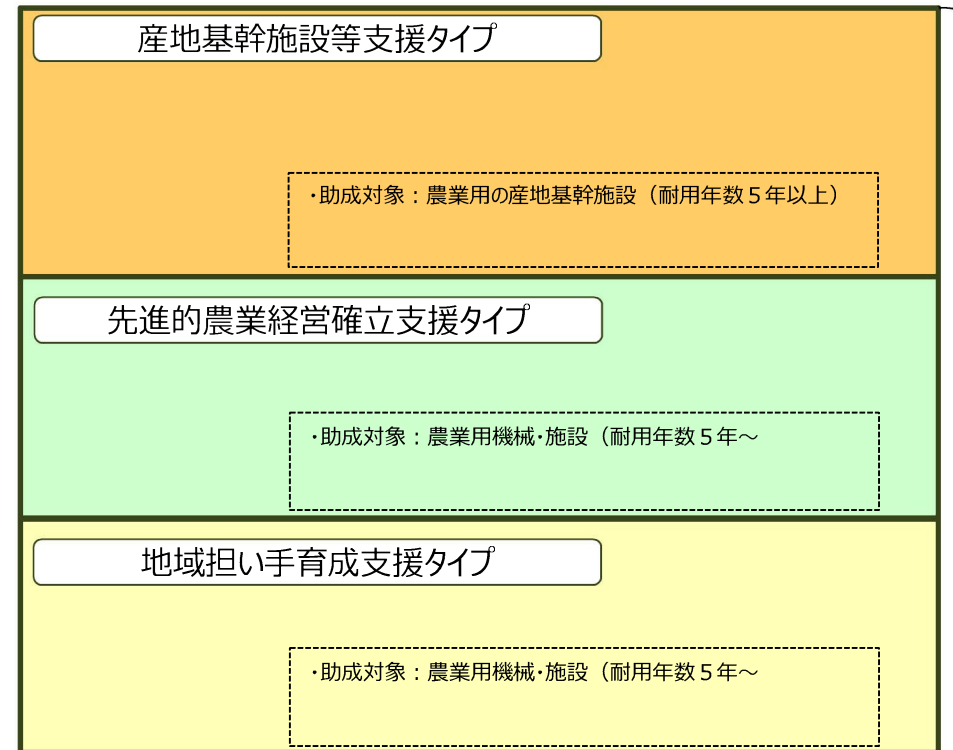 産地基幹施設等支援タイプ
・助成対象：農業用の産地基幹施設（耐用年数５年以上）
先進的農業経営確立支援タイプ
・助成対象：農業用機械・施設（耐用年数５年～
地域担い手育成支援タイプ
・助成対象：農業用機械・施設（耐用年数５年～